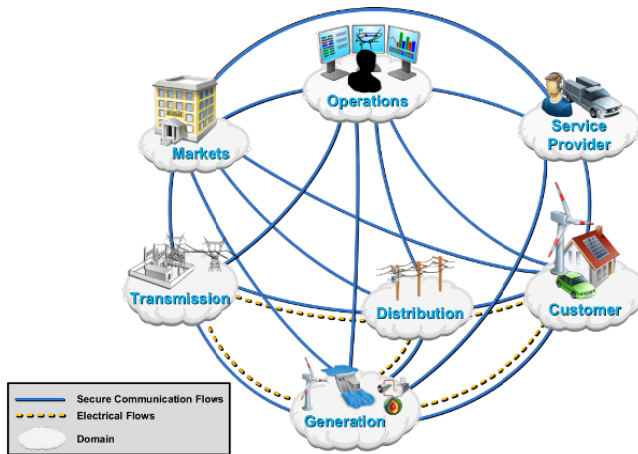 Operations
Service
Provider
Markets
Transmission
Distribution
Customer
Generation
Secure Communication Flows
Electrical Flows
Domain